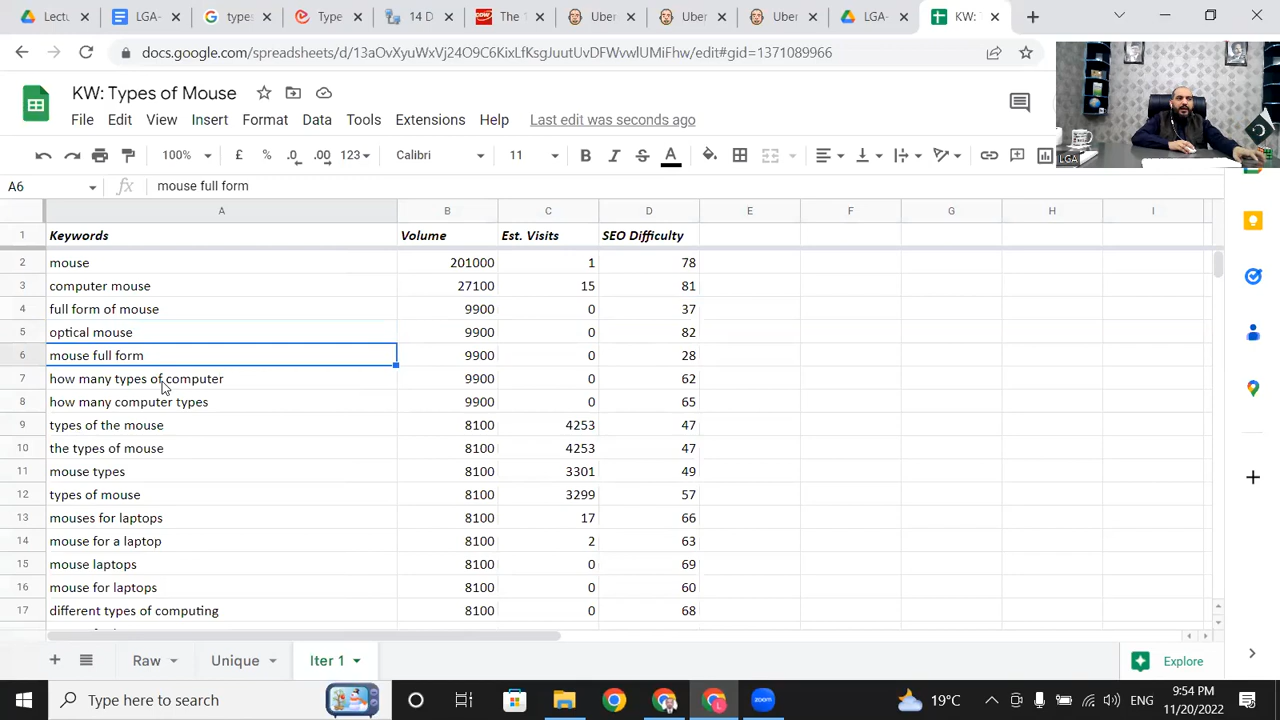 Lectu
LGA-
types
Type
14 D
The
Uber
Uber
Uber
LGA-
KW:
docs.google.com/spreadsheets/d/13aOvXyuWxVj24O9C6KixLfKsgJuutUvDFWvwlUMiFhw/edit#gid=1371089966
KW: Types of Mouse
File Edit View Insert Format Data Tools Extensions Help Last edit was seconds ago
100% £ % .0 .00 123 Calibri 11 B I S A
LGA
A6 fx mouse full form
A B C D E F G H I
1 Keywords Volume Est. Visits SEO Difficulty
2 mouse 201000 1 78
3 computer mouse 27100 15 81
4 full form of mouse 9900 0 37
5 optical mouse 9900 0 82
6 mouse full form 9900 0 28
7 how many types of computer 9900 0 62
8 how many computer types 9900 0 65
9 types of the mouse 8100 4253 47
10 the types of mouse 8100 4253 47
11 mouse types 8100 3301 49
12 types of mouse 8100 3299 57
13 mouses for laptops 8100 17 66
14 mouse for a laptop 8100 2 63
15 mouse laptops 8100 0 69
16 mouse for laptops 8100 0 60
17 different types of computing 8100 0 68
Raw Unique Iter 1 Explore
Type here to search
19°C ENG
9:54 PM
11/20/2022